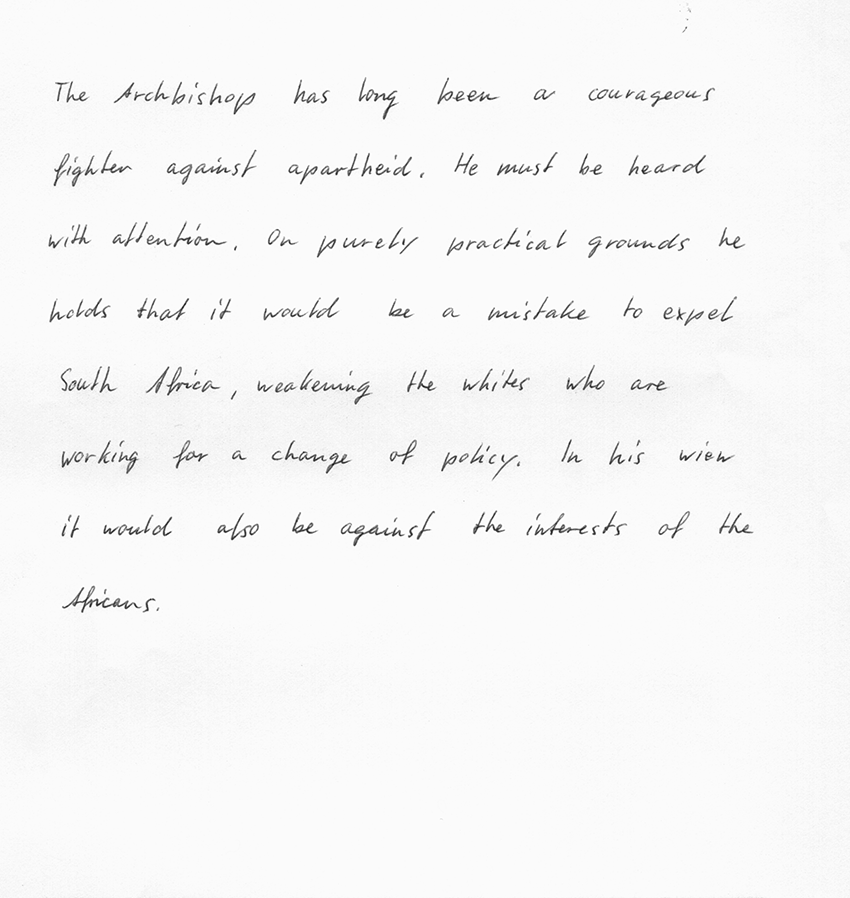 The Archbishop has long been a courageous
fighter against apartheid. He must be heard
with attention. On purely practical grounds he
holds that it would be a mistake to expel
South Africa, weakening the whites who are
working for a change of policy. In his wiew
it would also be against the interests of the
Africans.